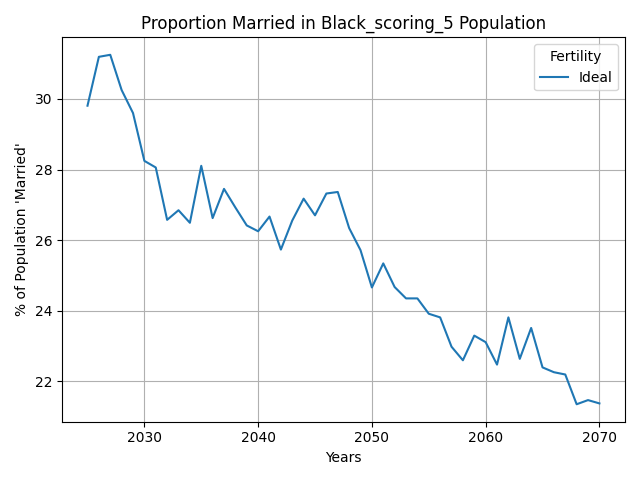 Proportion Married in Black_scoring_5 Population
Fertility
Ideal
% of Population 'Married'
30
28
26
24
22
2030 2040 2050 2060 2070
Years